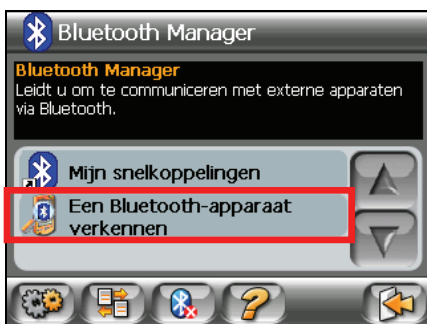 Bluetooth Manager
Bluetooth Manager
Leidt u om te communiceren met externe apparaten
via Bluetooth.
Mijn snelkoppelingen
Een Bluetooth-apparaat
verkennen